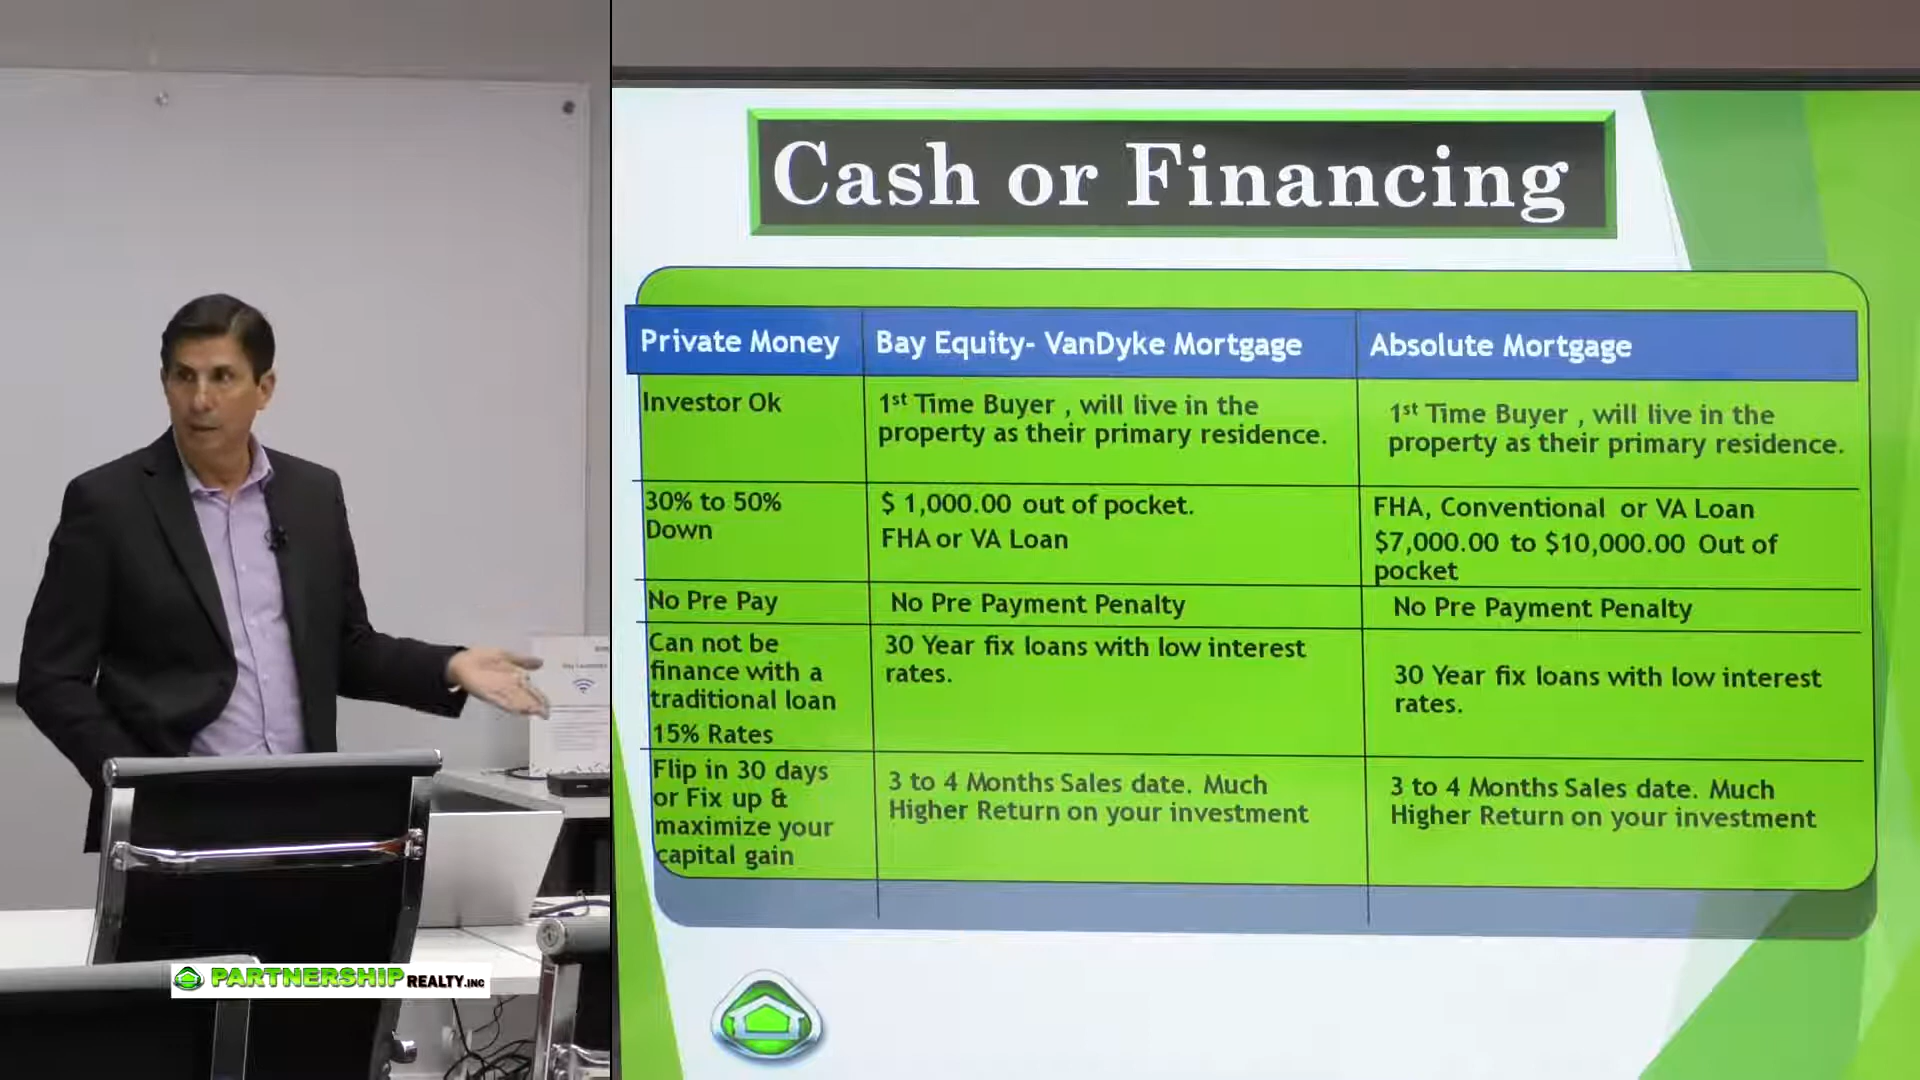 Cash or Financing
Private Money
Bay Equity- VanDyke Mortgage
Absolute Mortgage
Investor Ok
1st Time Buyer , will live in the
property as their primary residence.
1st Time Buyer , will live in the
property as their primary residence.
30% to 50%
Down
$ 1,000.00 out of pocket.
FHA or VA Loan
FHA, Conventional or VA Loan
$7,000.00 to $10,000.00 Out of
pocket
No Pre Pay
No Pre Payment Penalty
No Pre Payment Penalty
Can not be
finance with a
traditional loan
15% Rates
30 Year fix loans with low interest
rates.
30 Year fix loans with low interest
rates.
Flip in 30 days
or Fix up &
maximize your
capital gain
3 to 4 Months Sales date. Much
Higher Return on your investment
3 to 4 Months Sales date. Much
Higher Return on your investment
PARTNERSHIP REALTY.INC